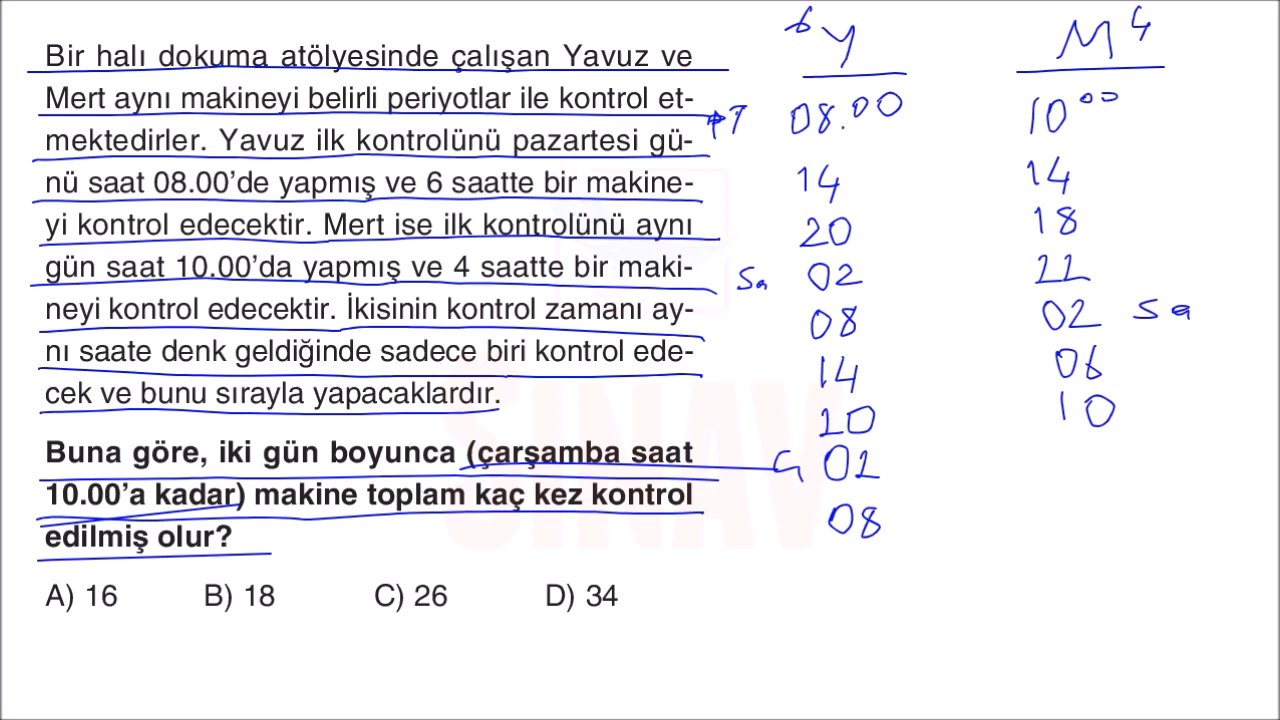 Bir halı dokuma atölyesinde çalışan Yavuz ve
Mert aynı makineyi belirli periyotlar ile kontrol et-
mektedirler. Yavuz ilk kontrolünü pazartesi gü-
nü saat 08.00’de yapmış ve 6 saatte bir makine-
yi kontrol edecektir. Mert ise ilk kontrolünü aynı
gün saat 10.00’da yapmış ve 4 saatte bir maki-
neyi kontrol edecektir. İkisinin kontrol zamanı ay-
nı saate denk geldiğinde sadece biri kontrol ede-
cek ve bunu sırayla yapacaklardır.
Buna göre, iki gün boyunca (çarşamba saat
10.00’a kadar) makine toplam kaç kez kontrol
edilmiş olur?
A) 16 B) 18 C) 26 D) 34
6 Y
08.00
14
20
Sa 02
08
14
20
Ç 02
08
M 4
10 00
14
18
22
02 Sa
06
10
SINAV